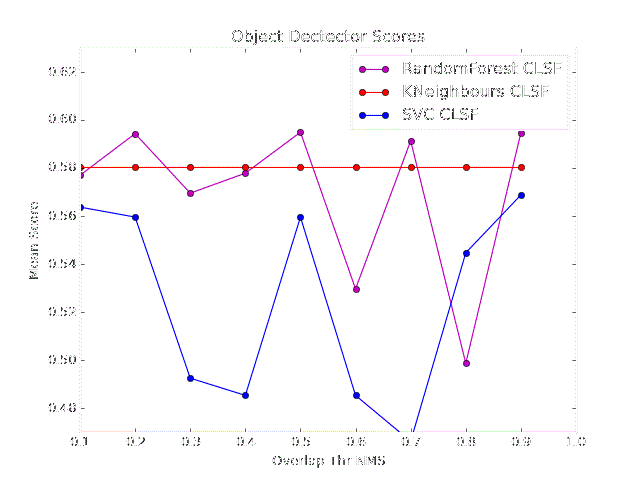 Object Dectector Scores
RandomForest CLSF
KNeighbours CLSF
SVC CLSF
0.62
0.60
0.58
0.56
0.54
0.52
0.50
0.48
Mean Score
0.1 0.2 0.3 0.4 0.5 0.6 0.7 0.8 0.9 1.0
Overlap Thr NMS